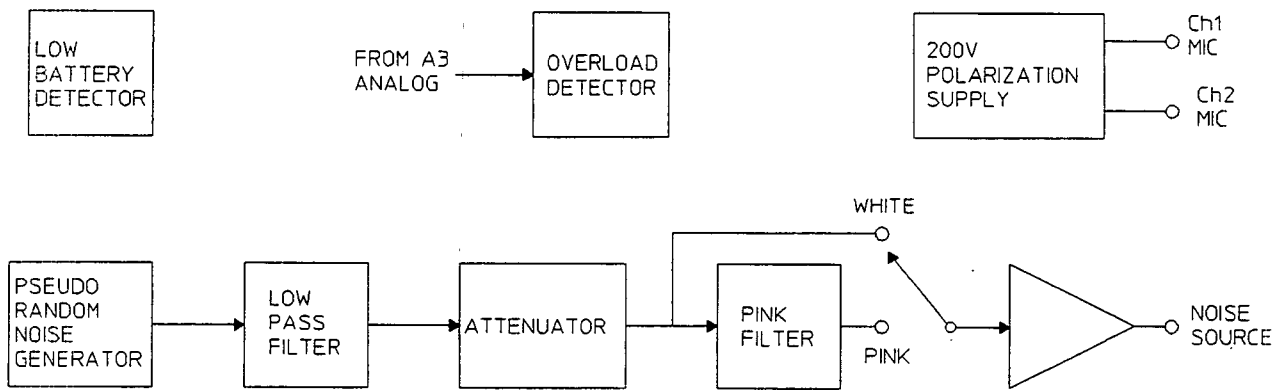 LOW
BATTERY
DETECTOR
FROM A3
ANALOG
OVERLOAD
DETECTOR
200V
POLARIZATION
SUPPLY
Ch1
MIC
Ch2
MIC
WHITE
PSEUDO
RANDOM
NOISE
GENERATOR
LOW
PASS
FILTER
ATTENUATOR
PINK
FILTER
PINK
NOISE
SOURCE